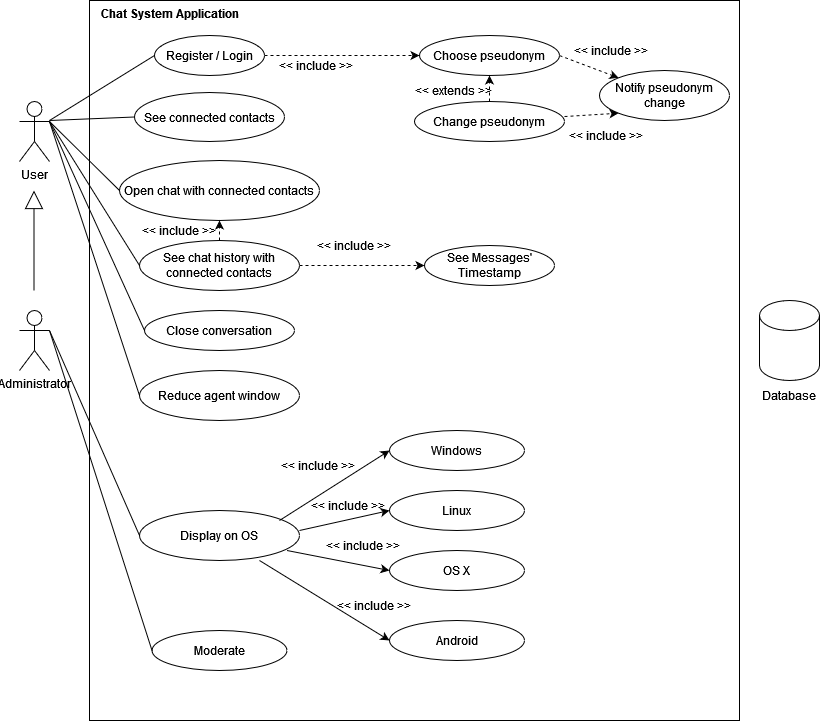 Chat System Application
Register / Login
<< include >>
Choose pseudonym
<< include >>
Notify pseudonym
change
<< extends >>
Change pseudonym
<< include >>
See connected contacts
User
Open chat with connected contacts
<< include >>
See chat history with
connected contacts
<< include >>
See Messages'
Timestamp
Close conversation
Administrator
Reduce agent window
Database
Windows
<< include >>
Linux
<< include >>
Display on OS
<< include >>
OS X
<< include >>
Android
Moderate